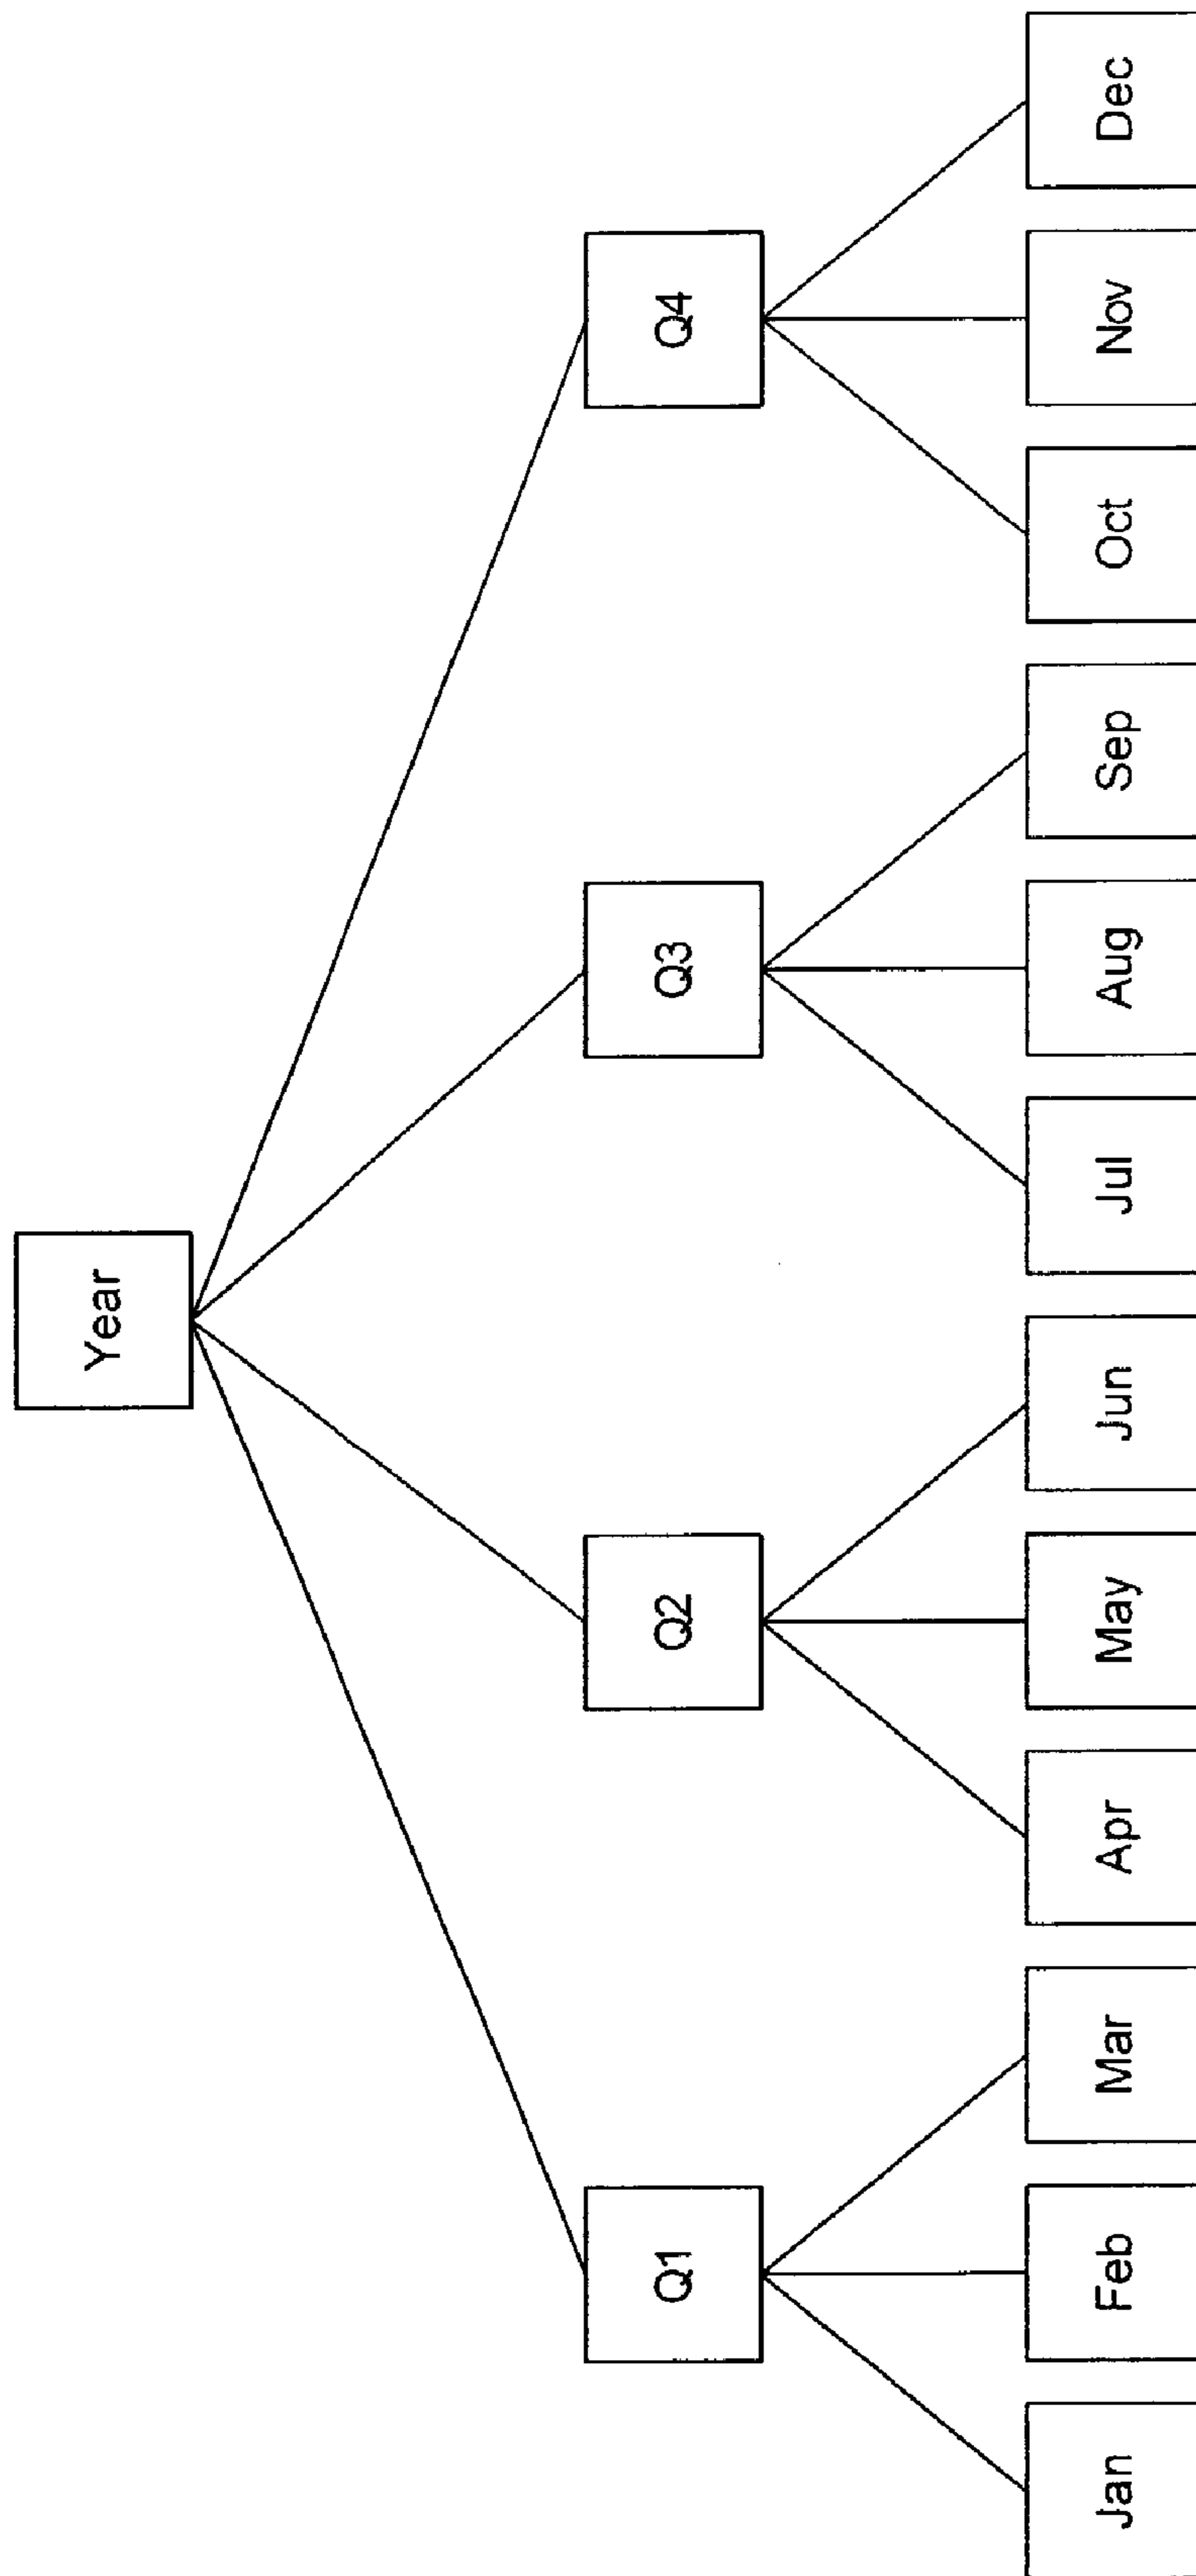 Year
Q1
Q2
Q3
Q4
Jan
Feb
Mar
Apr
May
Jun
Jul
Aug
Sep
Oct
Nov
Dec